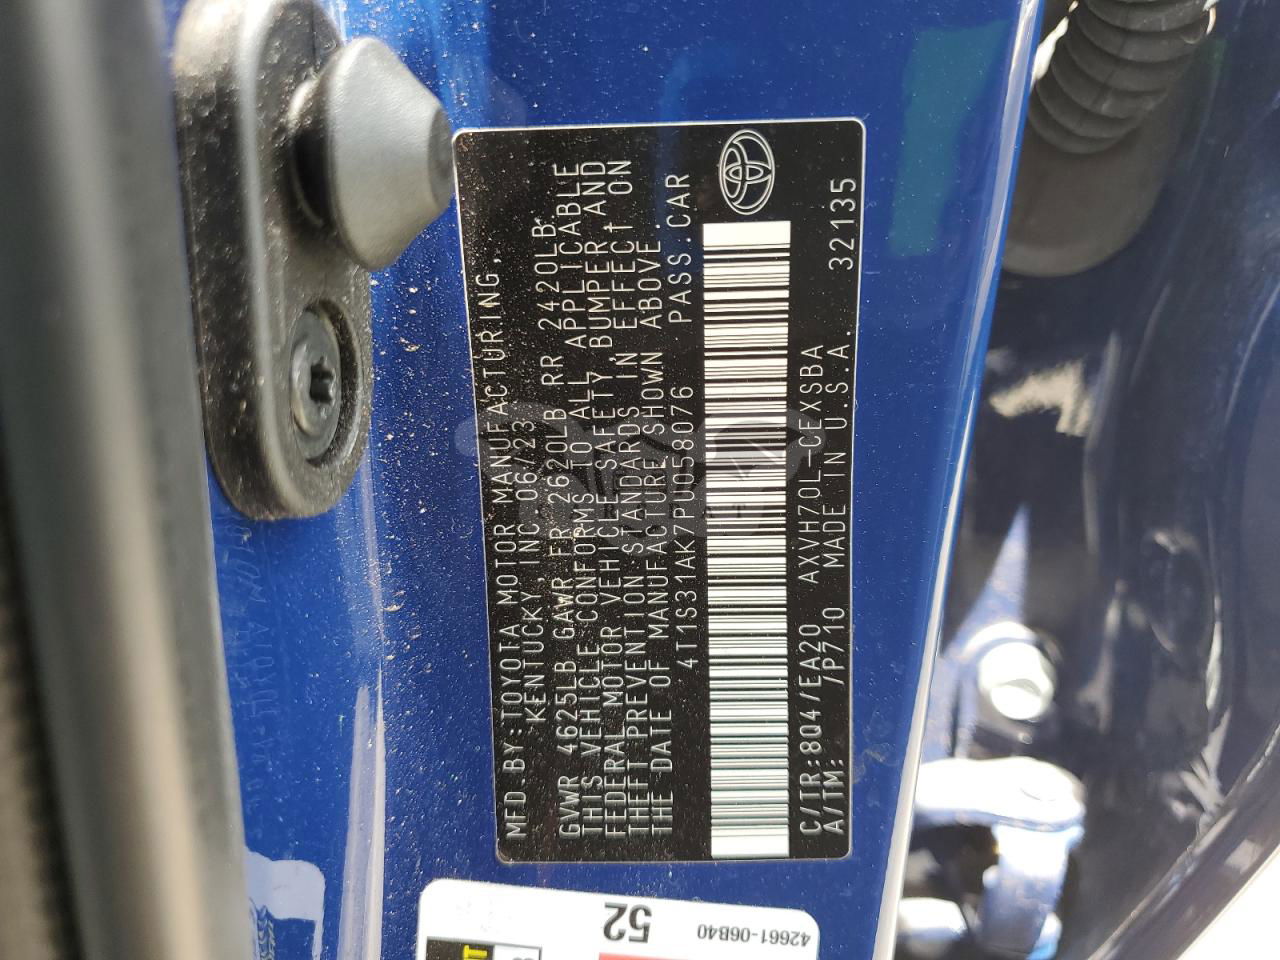 MFD.BY:TOYOTA MOTOR MANUFACTURING,
KENTUCKY, INC 06/23
GVWR 4625LB GAWR FR 2620LB RR 2420LB
THIS VEHICLE CONFORMS TO ALL APPLICABLE
FEDERAL MOTOR VEHICLE SAFETY, BUMPER, AND
THEFT PREVENTION STANDARDS IN EFFECT ON
THE DATE OF MANUFACTURE SHOWN ABOVE.
4T1S31AK7PU058076 PASS.CAR
C/TR:8Q4/EA20 AXVH70L-CEXSBA
A/TM: /P710 MADE IN U.S.A. 32135
52
42661-06B40